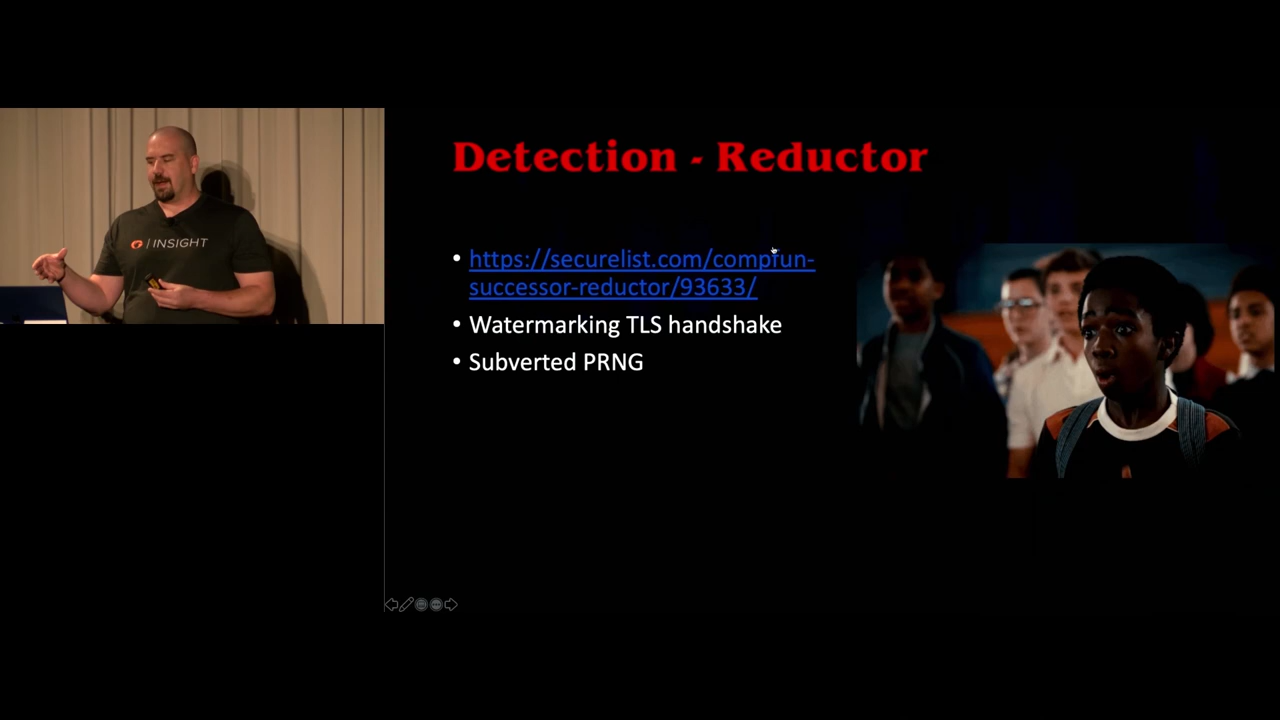 / INSIGHT
Detection - Reductor
• https://securelist.com/compfun-
successor-reductor/93633/
• Watermarking TLS handshake
• Subverted PRNG